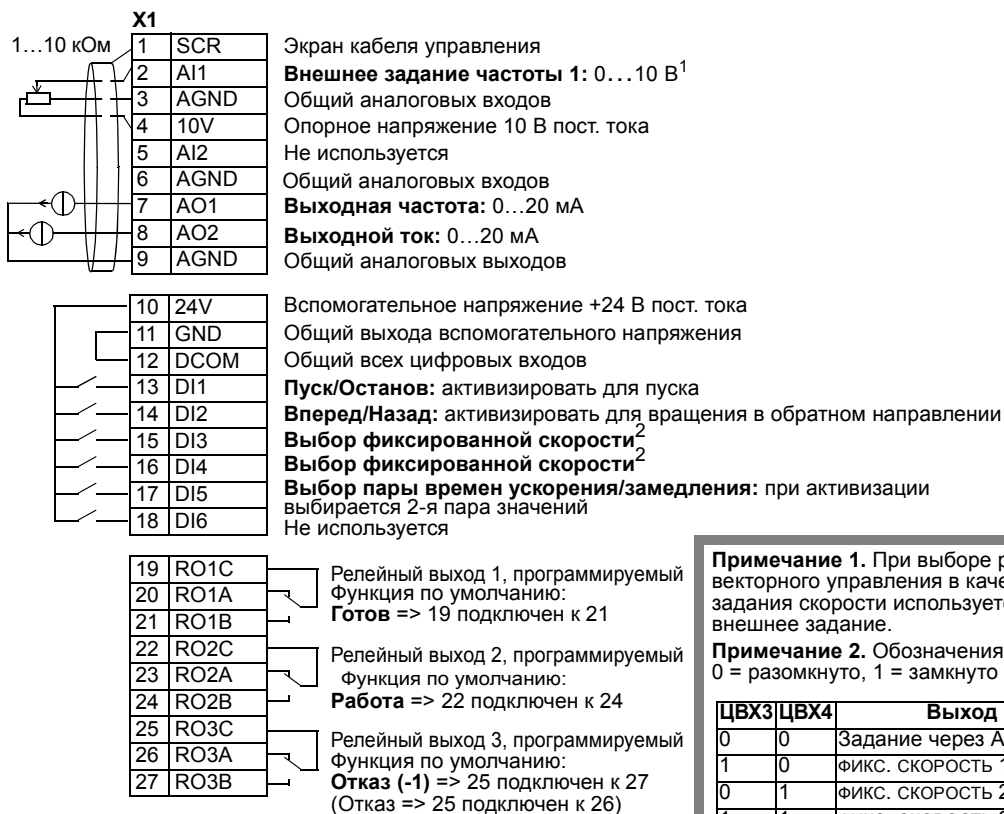 X1
1…10 кОм
1 SCR Экран кабеля управления
2 AI1 Внешнее задание частоты 1: 0…10 В1
3 AGND Общий аналоговых входов
4 10V Опорное напряжение 10 В пост. тока
5 AI2 Не используется
6 AGND Общий аналоговых входов
7 AO1 Выходная частота: 0…20 мА
8 AO2 Выходной ток: 0…20 мА
9 AGND Общий аналоговых выходов
10 24V Вспомогательное напряжение +24 В пост. тока
11 GND Общий выхода вспомогательного напряжения
12 DCOM Общий всех цифровых входов
13 DI1 Пуск/Останов: активизировать для пуска
14 DI2 Вперед/Назад: активизировать для вращения в обратном направлении
15 DI3 Выбор фиксированной скорости2
16 DI4 Выбор фиксированной скорости2
17 DI5 Выбор пары времен ускорения/замедления: при активизации
выбирается 2-я пара значений
18 DI6 Не используется
19 RO1C Релейный выход 1, программируемый
20 RO1A Функция по умолчанию:
21 RO1B Готов => 19 подключен к 21
22 RO2C Релейный выход 2, программируемый
23 RO2A Функция по умолчанию:
24 RO2B Работа => 22 подключен к 24
25 RO3C Релейный выход 3, программируемый
26 RO3A Функция по умолчанию:
27 RO3B Отказ (-1) => 25 подключен к 27
(Отказ => 25 подключен к 26)
Примечание 1. При выборе
векторного управления в
задания скорости
внешнее задание.
Примечание 2. Обозначения
0 = разомкнуто, 1 = замкнуто
ЦВХ3 ЦВХ4 Выход
0 0 Задание через
1 0 ФИКС. СКОРОСТЬ 1
0 1 ФИКС. СКОРОСТЬ 2